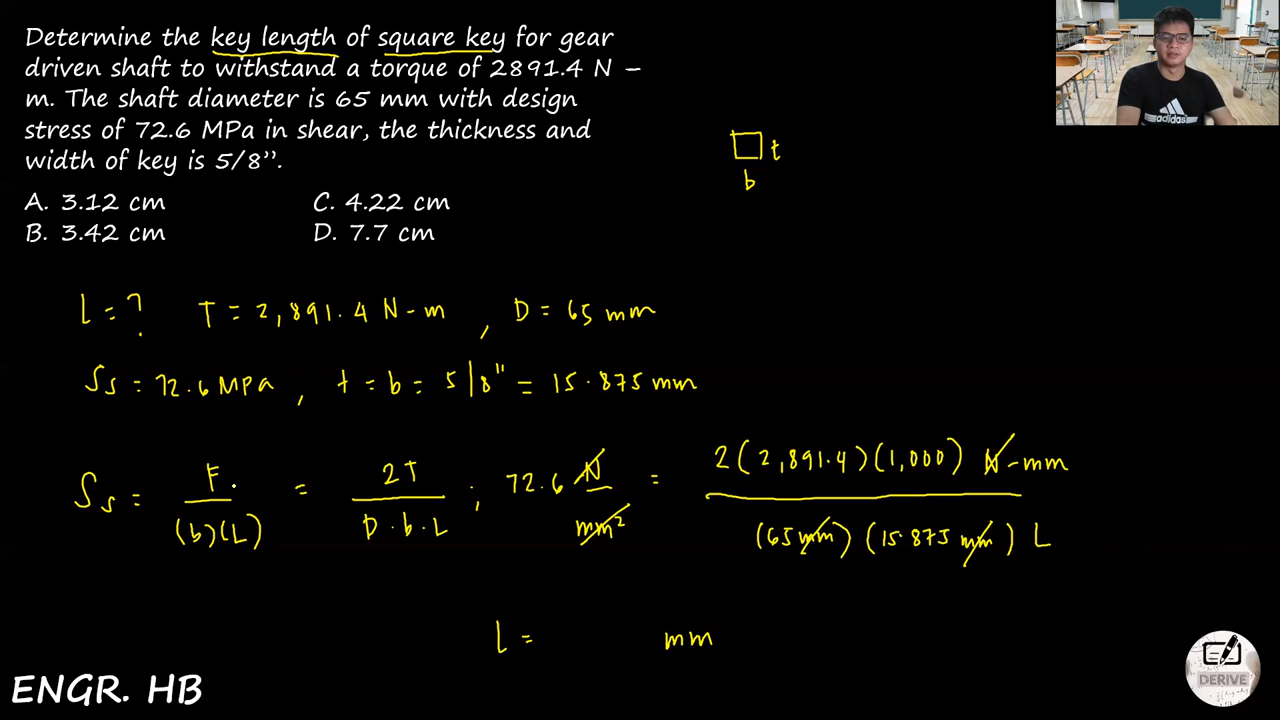 Determine the key length of square key for gear
driven shaft to withstand a torque of 2891.4 N –
m. The shaft diameter is 65 mm with design
stress of 72.6 MPa in shear, the thickness and
width of key is 5/8”.
A. 3.12 cm C. 4.22 cm
B. 3.42 cm D. 7.7 cm
t
b
adidas
L = ? T = 2,891.4 N-m , D = 65 mm
Ss = 72.6 MPa , t = b = 5/8" = 15.875 mm
Ss = F / (b)(L) = 2T / D·b·L ; 72.6 N/mm² = 2(2,891.4)(1,000) N-mm / (65mm)(15.875mm) L
L = mm
ENGR. HB
DERIVE